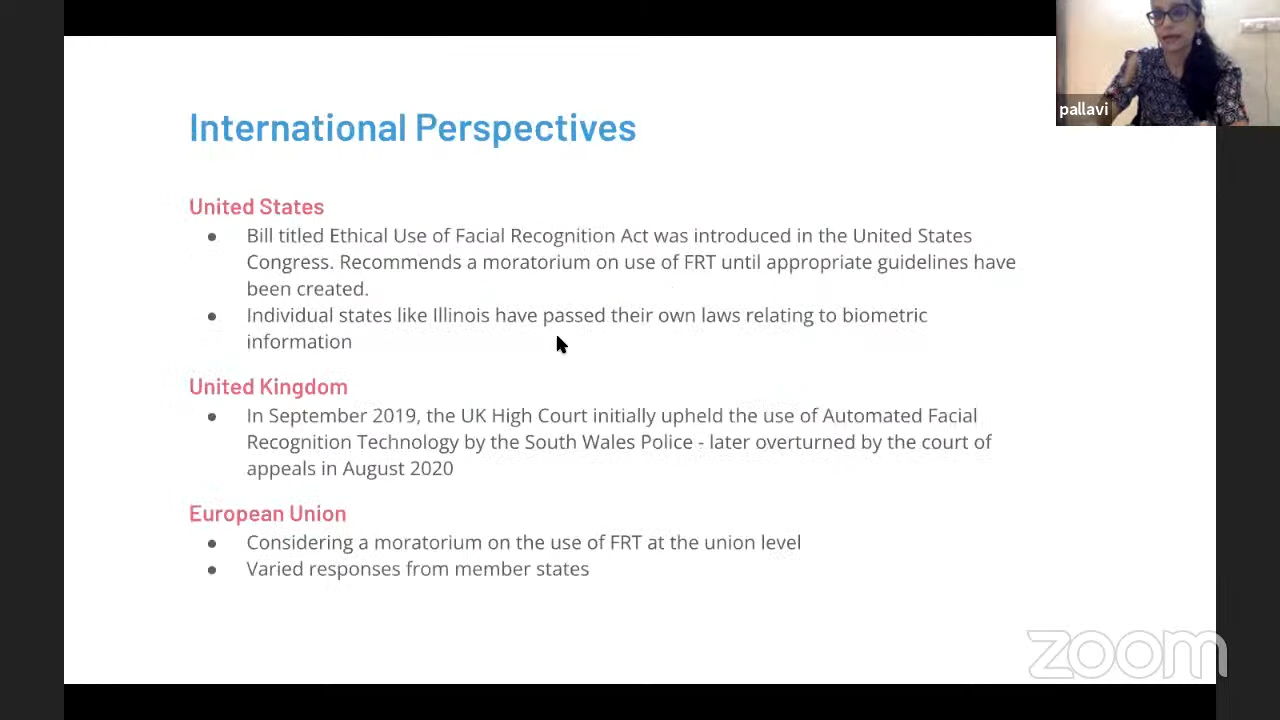 pallavi
International Perspectives
United States
● Bill titled Ethical Use of Facial Recognition Act was introduced in the United States
Congress. Recommends a moratorium on use of FRT until appropriate guidelines have
been created.
● Individual states like Illinois have passed their own laws relating to biometric
information
United Kingdom
● In September 2019, the UK High Court initially upheld the use of Automated Facial
Recognition Technology by the South Wales Police - later overturned by the court of
appeals in August 2020
European Union
● Considering a moratorium on the use of FRT at the union level
● Varied responses from member states
zoom